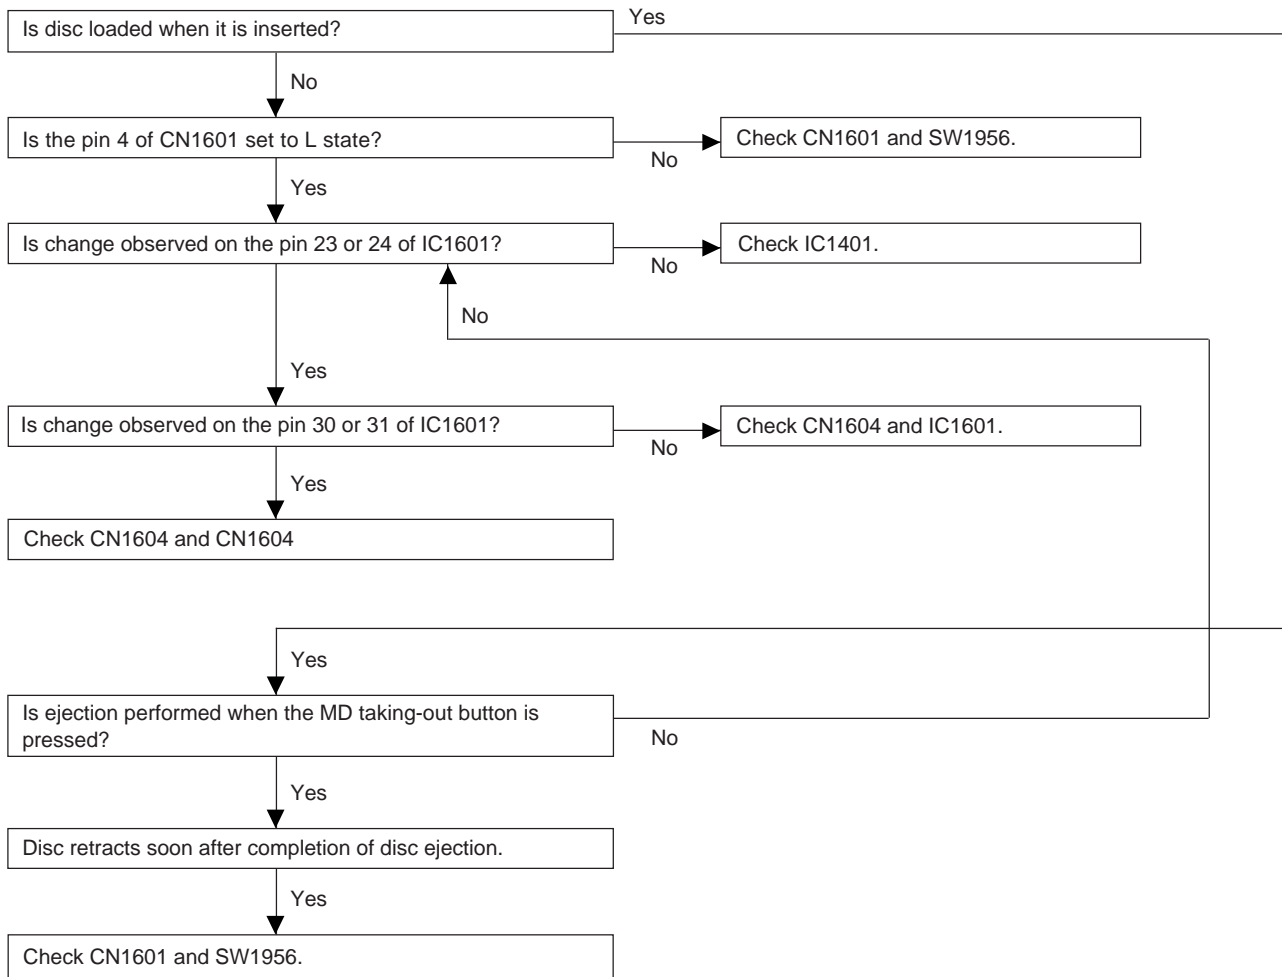 Is disc loaded when it is inserted?
Yes
No
Is the pin 4 of CN1601 set to L state?
No
Check CN1601 and SW1956.
Yes
Is change observed on the pin 23 or 24 of IC1601?
No
Check IC1401.
No
Yes
Is change observed on the pin 30 or 31 of IC1601?
No
Check CN1604 and IC1601.
Yes
Check CN1604 and CN1604
Yes
Is ejection performed when the MD taking-out button is
pressed?
No
Yes
Disc retracts soon after completion of disc ejection.
Yes
Check CN1601 and SW1956.